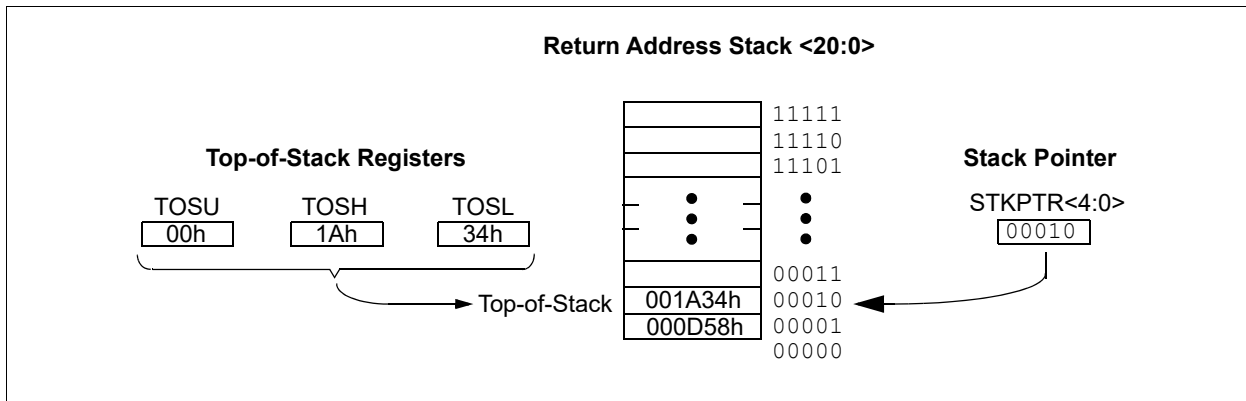 Return Address Stack <20:0>
11111
11110
Top-of-Stack Registers
11101
Stack Pointer
TOSU TOSH TOSL
STKPTR<4:0>
00h 1Ah 34h
00010
00011
Top-of-Stack 001A34h 00010
000D58h 00001
00000